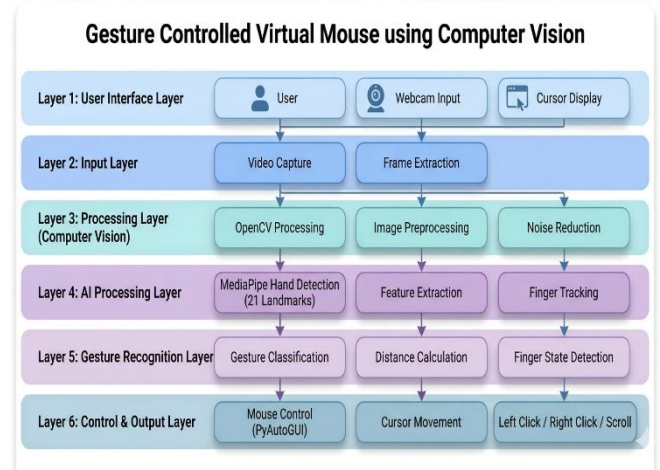 Gesture Controlled Virtual Mouse using Computer Vision
Layer 1: User Interface Layer
User
Webcam Input
Cursor Display
Layer 2: Input Layer
Video Capture
Frame Extraction
Layer 3: Processing Layer
(Computer Vision)
OpenCV Processing
Image Preprocessing
Noise Reduction
Layer 4: AI Processing Layer
MediaPipe Hand Detection
(21 Landmarks)
Feature Extraction
Finger Tracking
Layer 5: Gesture Recognition Layer
Gesture Classification
Distance Calculation
Finger State Detection
Layer 6: Control & Output Layer
Mouse Control
(PyAutoGUI)
Cursor Movement
Left Click / Right Click / Scroll